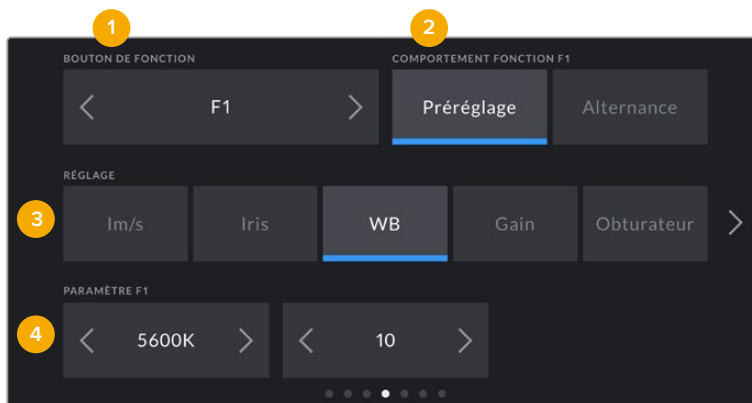 1 2
BOUTON DE FONCTION COMPORTEMENT FONCTION F1
F1 Préréglage Alternance
RÉGLAGE
3 Im/s Iris WB Gain Obturateur
PARAMÈTRE F1
4 5600K 10